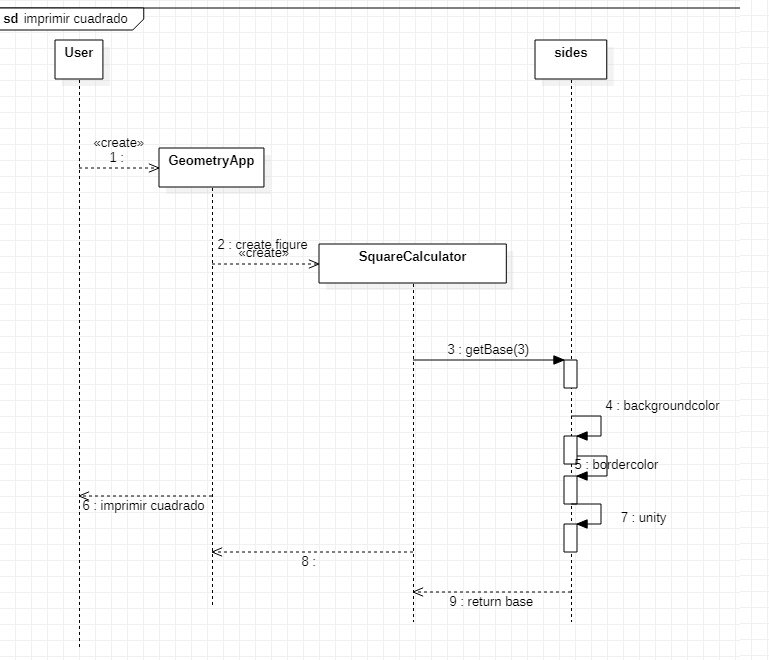 sd imprimir cuadrado
User
sides
«create»
1 :
GeometryApp
2 : create figure
«create»
SquareCalculator
3 : getBase(3)
4 : backgroundcolor
5 : bordercolor
6 : imprimir cuadrado
7 : unity
8 :
9 : return base